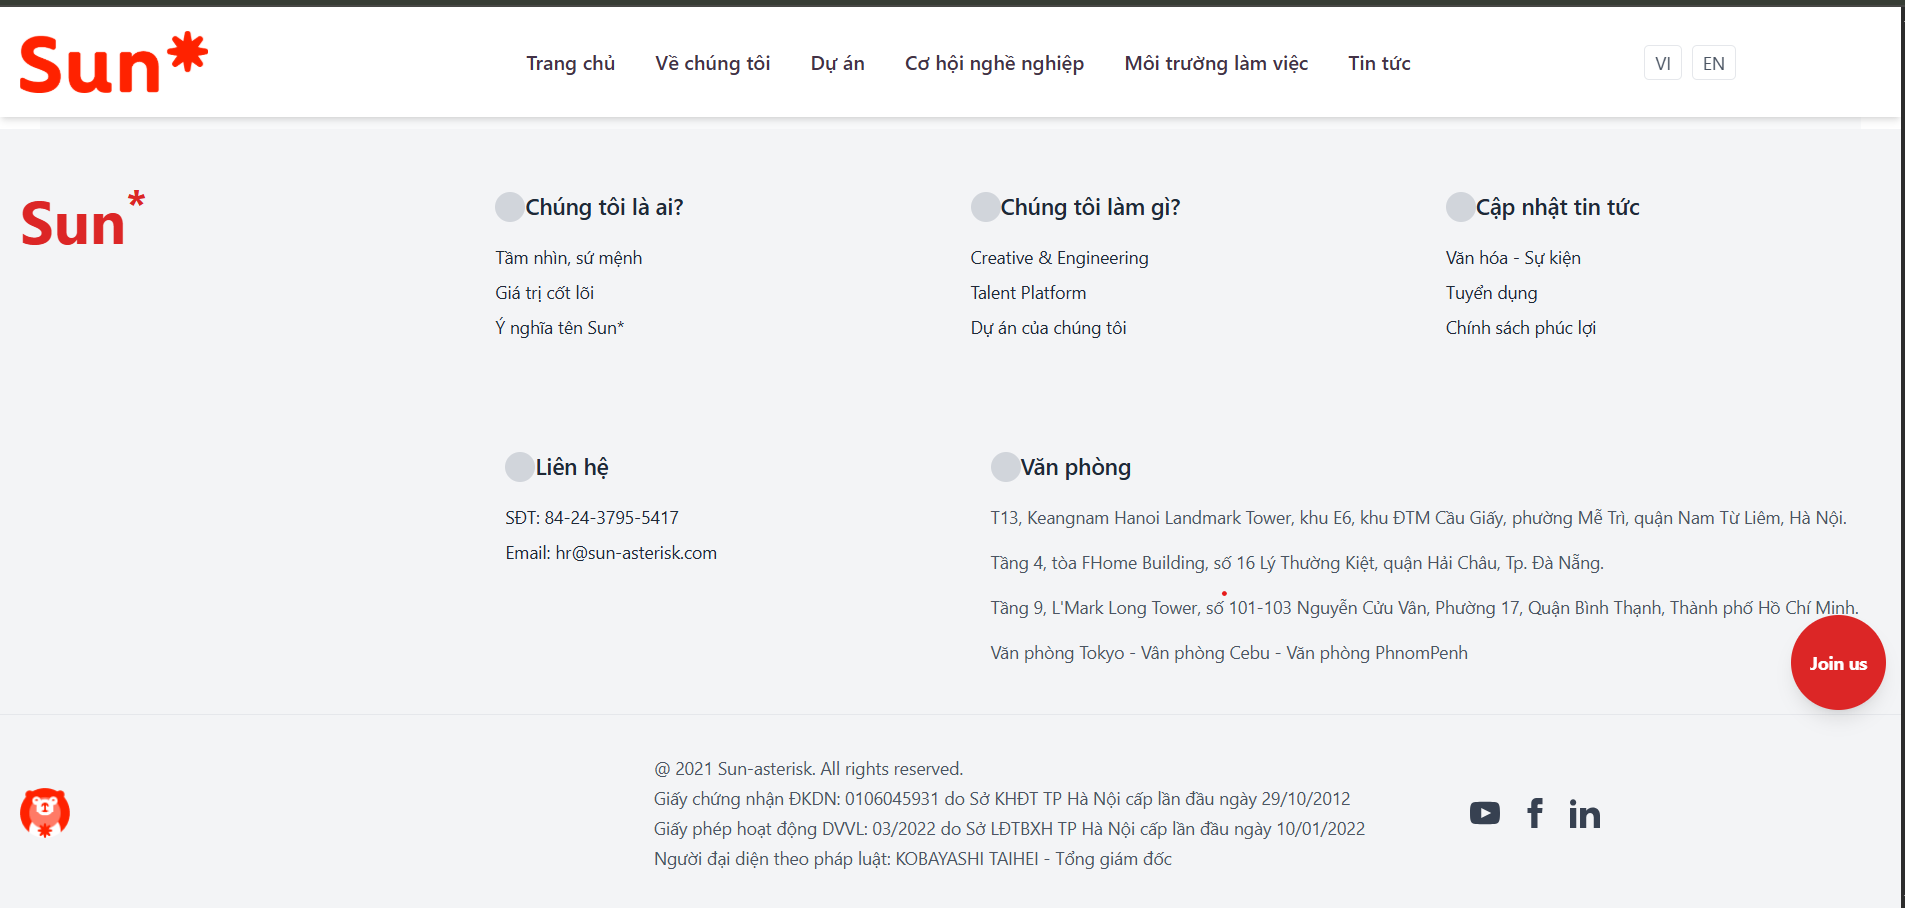 Sun*
Trang chủ
Về chúng tôi
Dự án
Cơ hội nghề nghiệp
Môi trường làm việc
Tin tức
VI
EN
Sun*
Chúng tôi là ai?
Tầm nhìn, sứ mệnh
Giá trị cốt lõi
Ý nghĩa tên Sun*
Chúng tôi làm gì?
Creative & Engineering
Talent Platform
Dự án của chúng tôi
Cập nhật tin tức
Văn hóa - Sự kiện
Tuyển dụng
Chính sách phúc lợi
Liên hệ
SĐT: 84-24-3795-5417
Email: hr@sun-asterisk.com
Văn phòng
T13, Keangnam Hanoi Landmark Tower, khu E6, khu ĐTM Cầu Giấy, phường Mễ Trì, quận Nam Từ Liêm, Hà Nội.
Tầng 4, tòa FHome Building, số 16 Lý Thường Kiệt, quận Hải Châu, Tp. Đà Nẵng.
Tầng 9, L'Mark Long Tower, số 101-103 Nguyễn Cửu Vân, Phường 17, Quận Bình Thạnh, Thành phố Hồ Chí Minh.
Văn phòng Tokyo - Vân phòng Cebu - Văn phòng PhnomPenh
Join us
@ 2021 Sun-asterisk. All rights reserved.
Giấy chứng nhận ĐKDN: 0106045931 do Sở KHĐT TP Hà Nội cấp lần đầu ngày 29/10/2012
Giấy phép hoạt động DVVL: 03/2022 do Sở LĐTBXH TP Hà Nội cấp lần đầu ngày 10/01/2022
Người đại diện theo pháp luật: KOBAYASHI TAIHEI - Tổng giám đốc